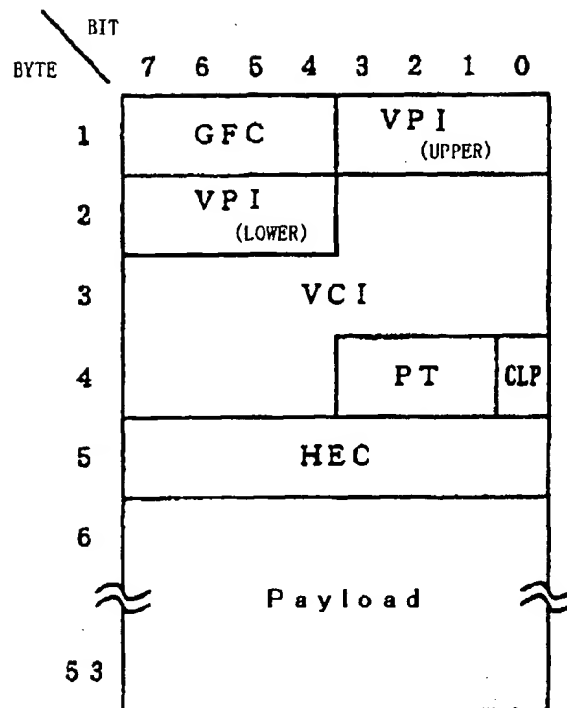 BIT
BYTE 7 6 5 4 3 2 1 0
1 GFC VPI
(UPPER)
2 VPI
(LOWER)
3 VCI
4 PT CLP
5 HEC
6
Payload
53